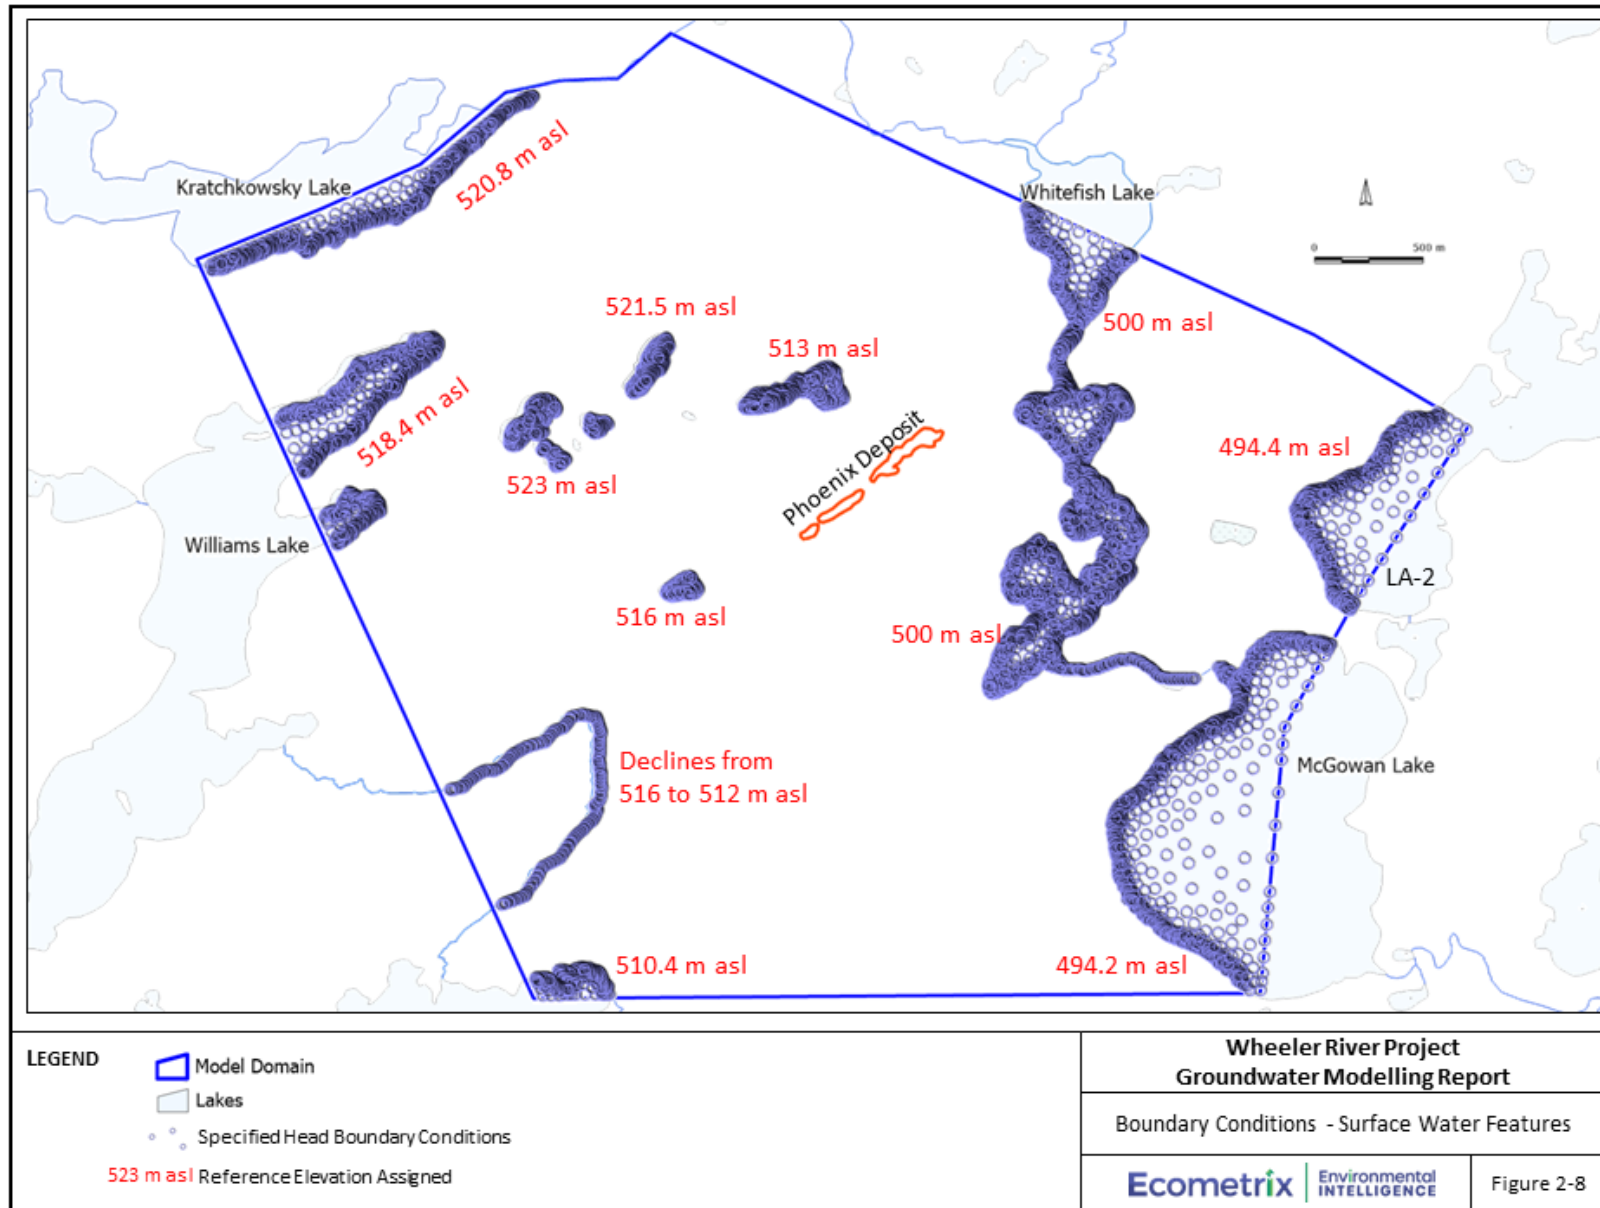 Kratchkowsky Lake
520.8 m asl
Whitefish Lake
0 500 m
521.5 m asl
500 m asl
513 m asl
518.4 m asl
494.4 m asl
523 m asl
Phoenix Deposit
Williams Lake
LA-2
516 m asl
500 m asl
Declines from
516 to 512 m asl
McGowan Lake
510.4 m asl
494.2 m asl
LEGEND
Model Domain
Lakes
Specified Head Boundary Conditions
523 m asl Reference Elevation Assigned
Wheeler River Project
Groundwater Modelling Report
Boundary Conditions - Surface Water Features
Ecometrix Environmental
INTELLIGENCE
Figure 2-8